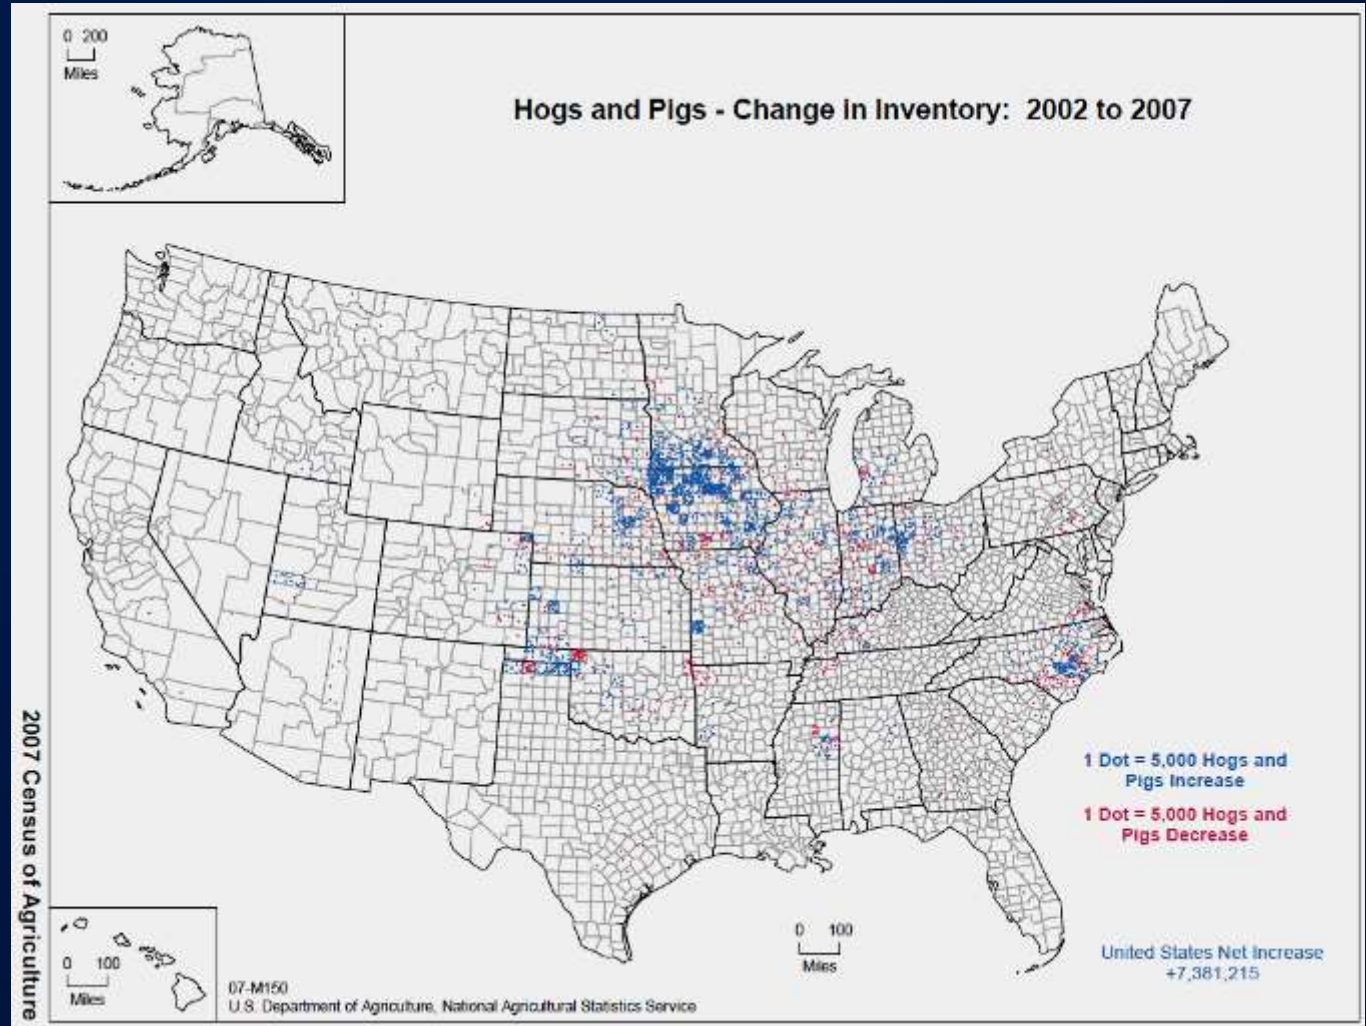 0 200
Miles
Hogs and Pigs - Change in Inventory: 2002 to 2007
1 Dot = 5,000 Hogs and
Pigs Increase
1 Dot = 5,000 Hogs and
Pigs Decrease
United States Net Increase
+7,381,215
0 100
Miles
0 100
Miles
07-M150
U.S. Department of Agriculture, National Agricultural Statistics Service
2007 Census of Agriculture